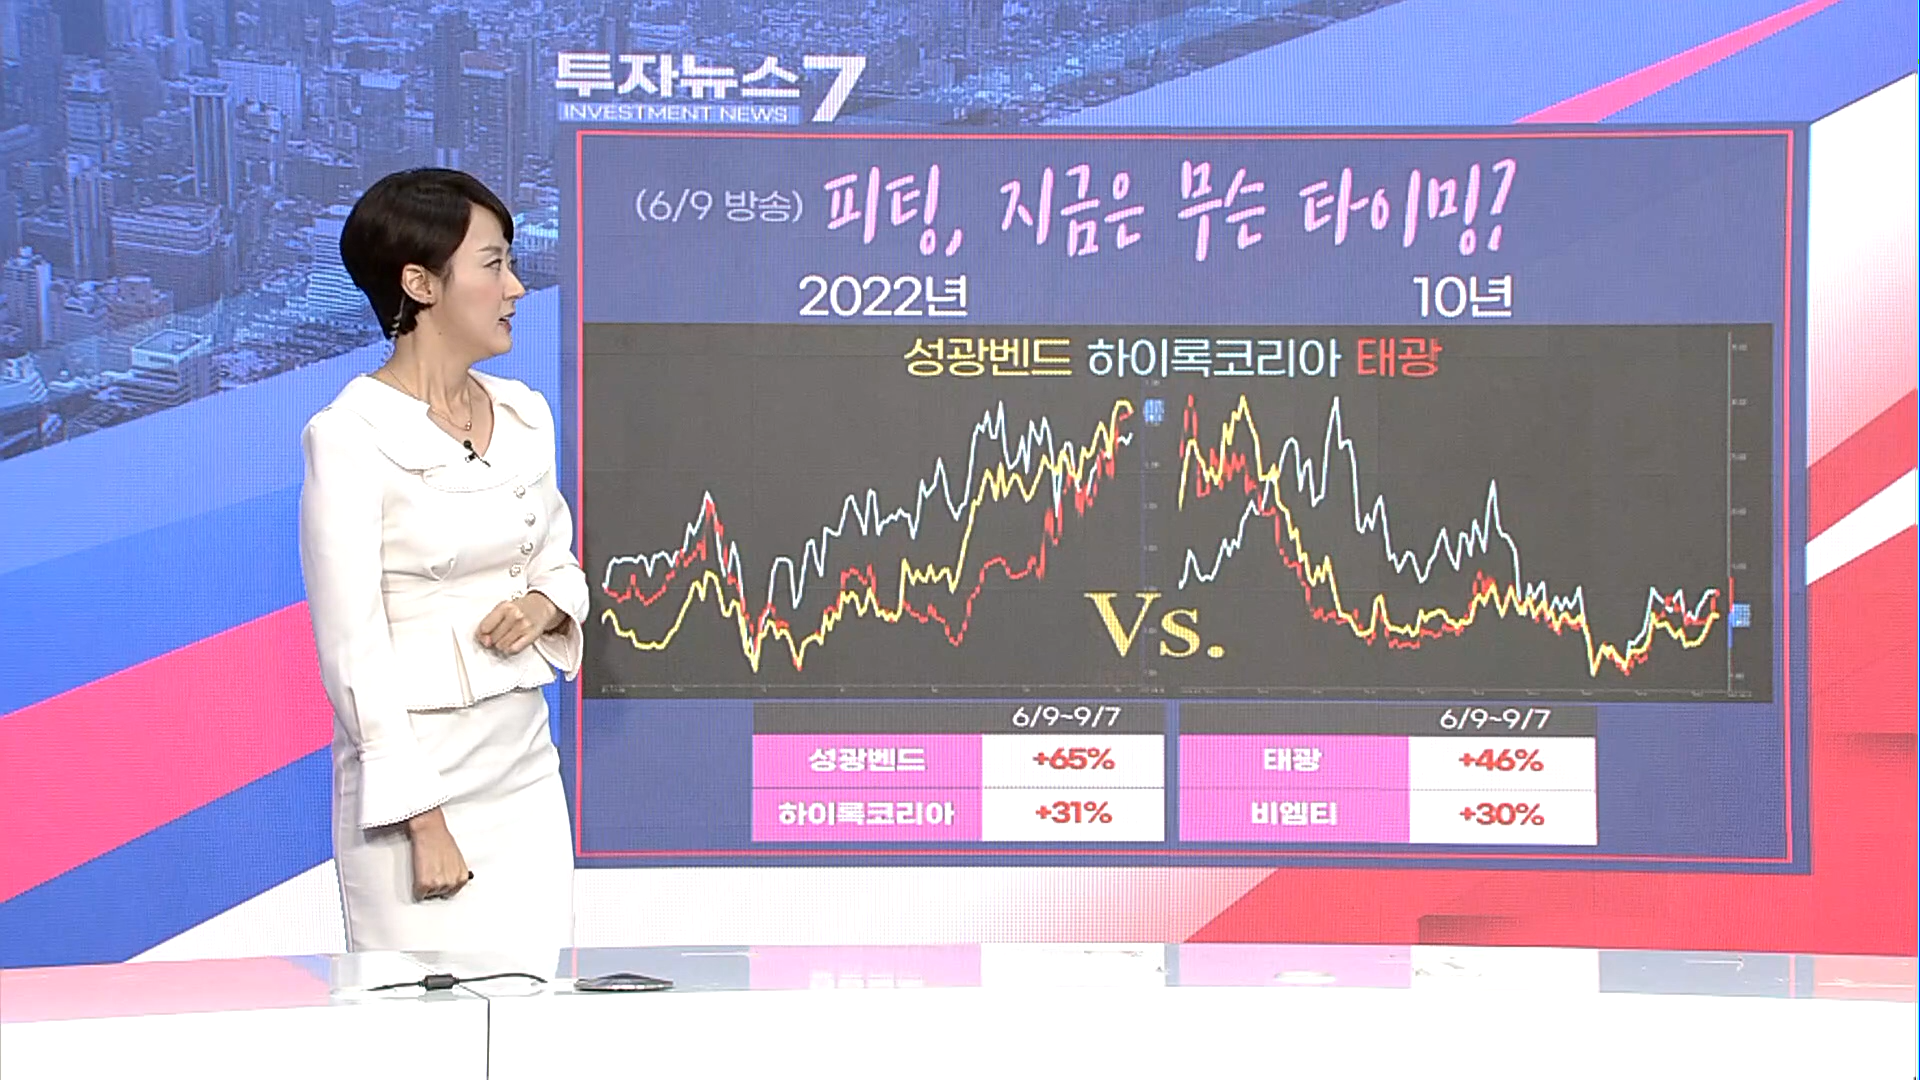 투자뉴스7
INVESTMENT NEWS
(6/9 방송) 피팅, 지금은 무슨 타이밍?
2022년 10년
성광벤드 하이록코리아 태광
Vs.
6/9~9/7
성광벤드 +65%
하이록코리아 +31%
6/9~9/7
태광 +46%
비엠티 +30%